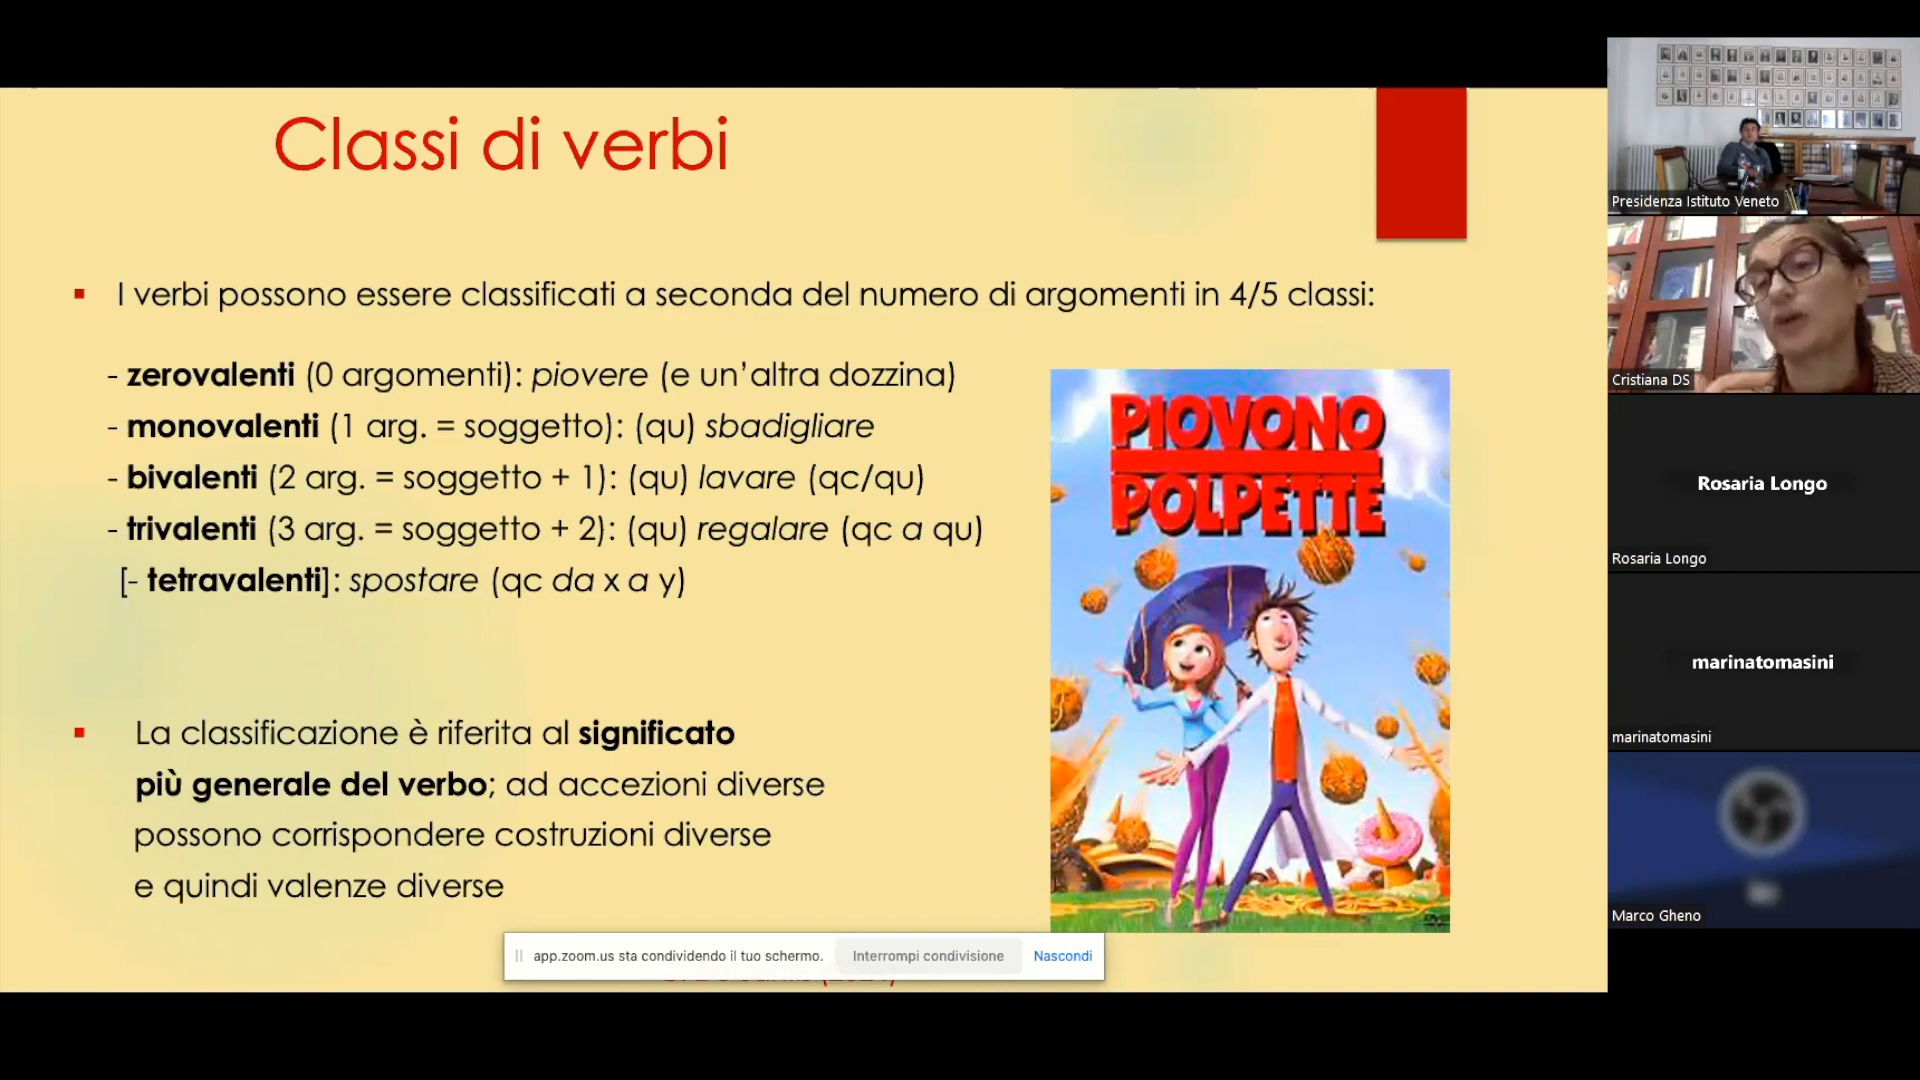 Classi di verbi
▪ I verbi possono essere classificati a seconda del numero di argomenti in 4/5 classi:
- zerovalenti (0 argomenti): piovere (e un’altra dozzina)
- monovalenti (1 arg. = soggetto): (qu) sbadigliare
- bivalenti (2 arg. = soggetto + 1): (qu) lavare (qc/qu)
- trivalenti (3 arg. = soggetto + 2): (qu) regalare (qc a qu)
[- tetravalenti]: spostare (qc da x a y)
▪ La classificazione è riferita al significato
più generale del verbo; ad accezioni diverse
possono corrispondere costruzioni diverse
e quindi valenze diverse
PIOVONO
POLPETTE
DVD
app.zoom.us sta condividendo il tuo schermo. Interrompi condivisione Nascondi
Presidenza Istituto Veneto
Cristiana DS
Rosaria Longo
Rosaria Longo
marinatomasini
marinatomasini
Marco Gheno